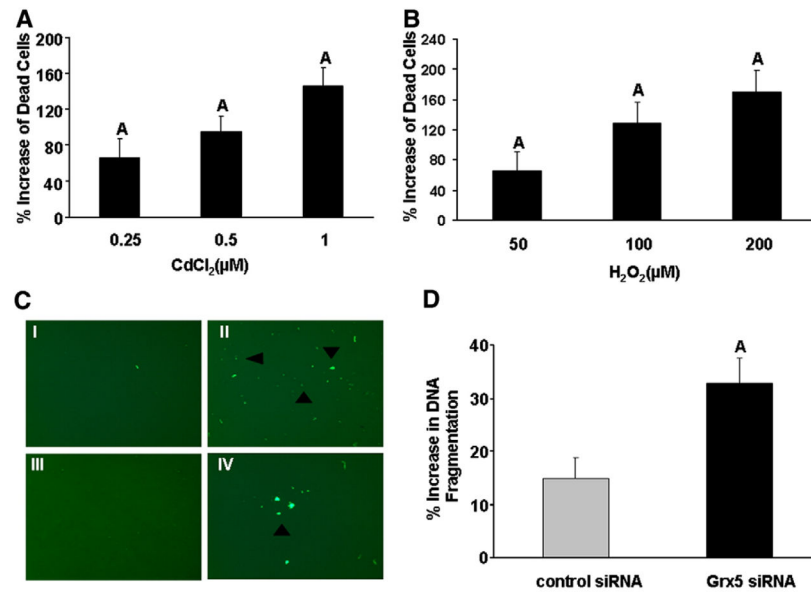 A
% Increase of Dead Cells
200
160
120
80
40
0
A
A
A
0.25
0.5
1
CdCl₂(µM)
B
% Increase of Dead Cells
240
200
160
120
80
40
0
A
A
A
50
100
200
H₂O₂(µM)
C
I
II
III
IV
D
% Increase in DNA
Fragmentation
40
30
20
10
0
A
control siRNA
Grx5 siRNA